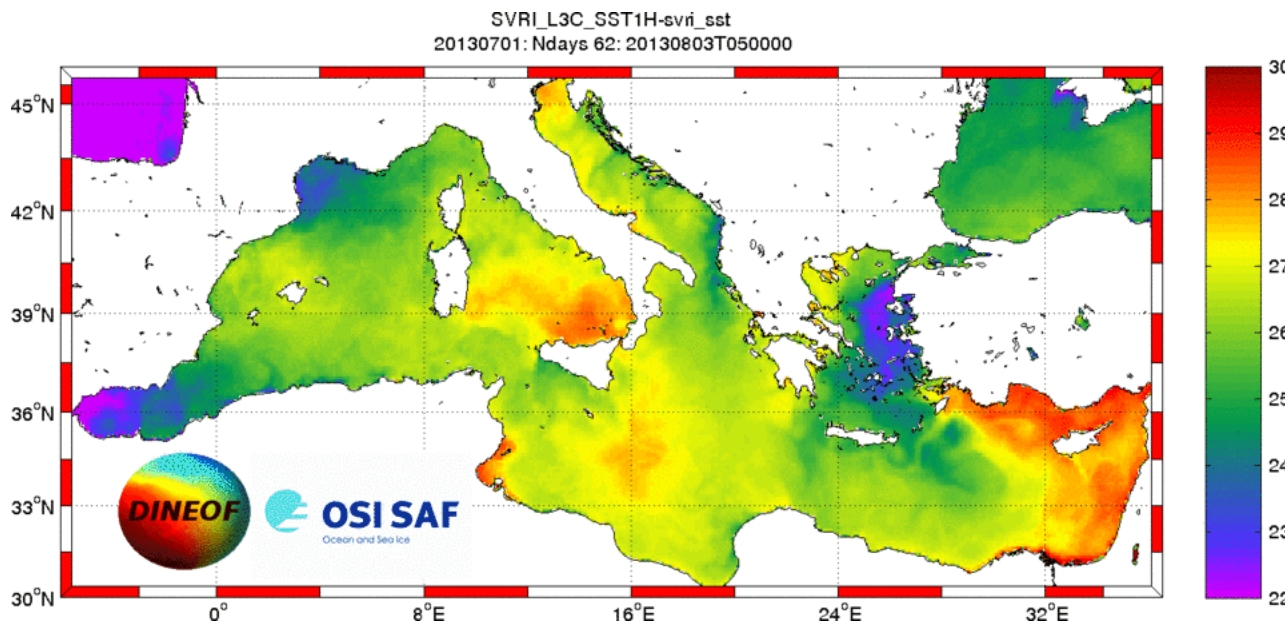 SVRI_L3C_SST1H-svri_sst
20130701: Ndays 62: 20130803T050000
45°N
42°N
39°N
36°N
33°N
30°N
0°
8°E
16°E
24°E
32°E
30
29
28
27
26
25
24
23
22
DINEOF
OSI SAF
Ocean and Sea Ice